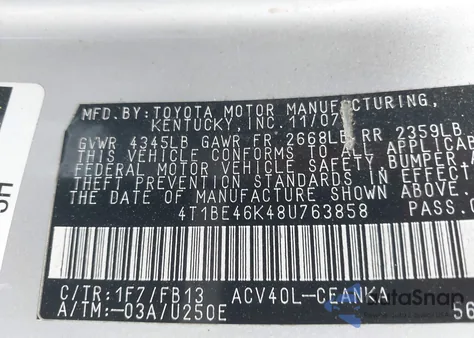 MFD.BY:TOYOTA MOTOR MANUFACTURING,
KENTUCKY, INC. 11/07
GVWR 4345LB GAWR FR 2668LB RR 2359LB
THIS VEHICLE CONFORMS TO ALL APPLICAB
FEDERAL MOTOR VEHICLE SAFETY, BUMPER,
THEFT PREVENTION STANDARDS IN EFFECT
THE DATE OF MANUFACTURE SHOWN ABOVE.
4T1BE46K48U763858 PASS.C
C/TR:1F7/FB13 ACV40L-CEANKA
A/TM:-03A/U250E 56
AutoSnap